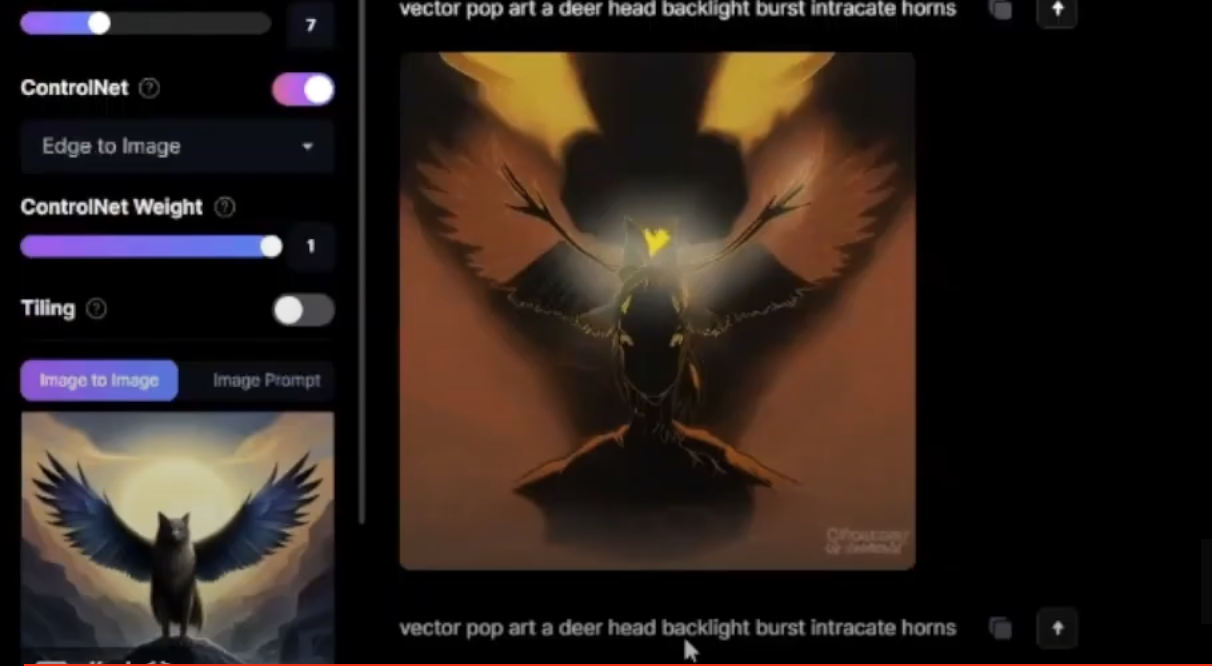 vector pop art a deer head backlight burst intracate horns
7
ControlNet
Edge to Image
ControlNet Weight
1
Tiling
Image to Image Image Prompt
vector pop art a deer head backlight burst intracate horns